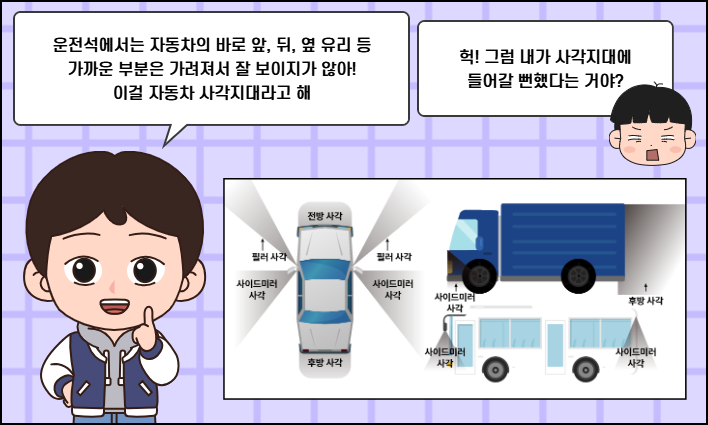 운전석에서는 자동차의 바로 앞, 뒤, 옆 유리 등
가까운 부분은 가려져서 잘 보이지가 않아!
이걸 자동차 사각지대라고 해
헉! 그럼 내가 사각지대에
들어갈 뻔했다는 거야?
전방 사각
필러 사각
필러 사각
사이드미러
사각
사이드미러
사각
후방 사각
사이드미러
사각
후방 사각
사이드미러
사각
사이드미러
사각